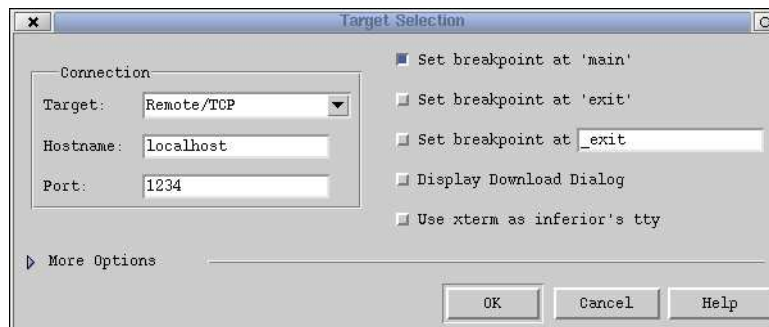 Target Selection
Connection
Target: Remote/TCP
Hostname: localhost
Port: 1234
Set breakpoint at 'main'
Set breakpoint at 'exit'
Set breakpoint at _exit
Display Download Dialog
Use xterm as inferior's tty
More Options
OK Cancel Help